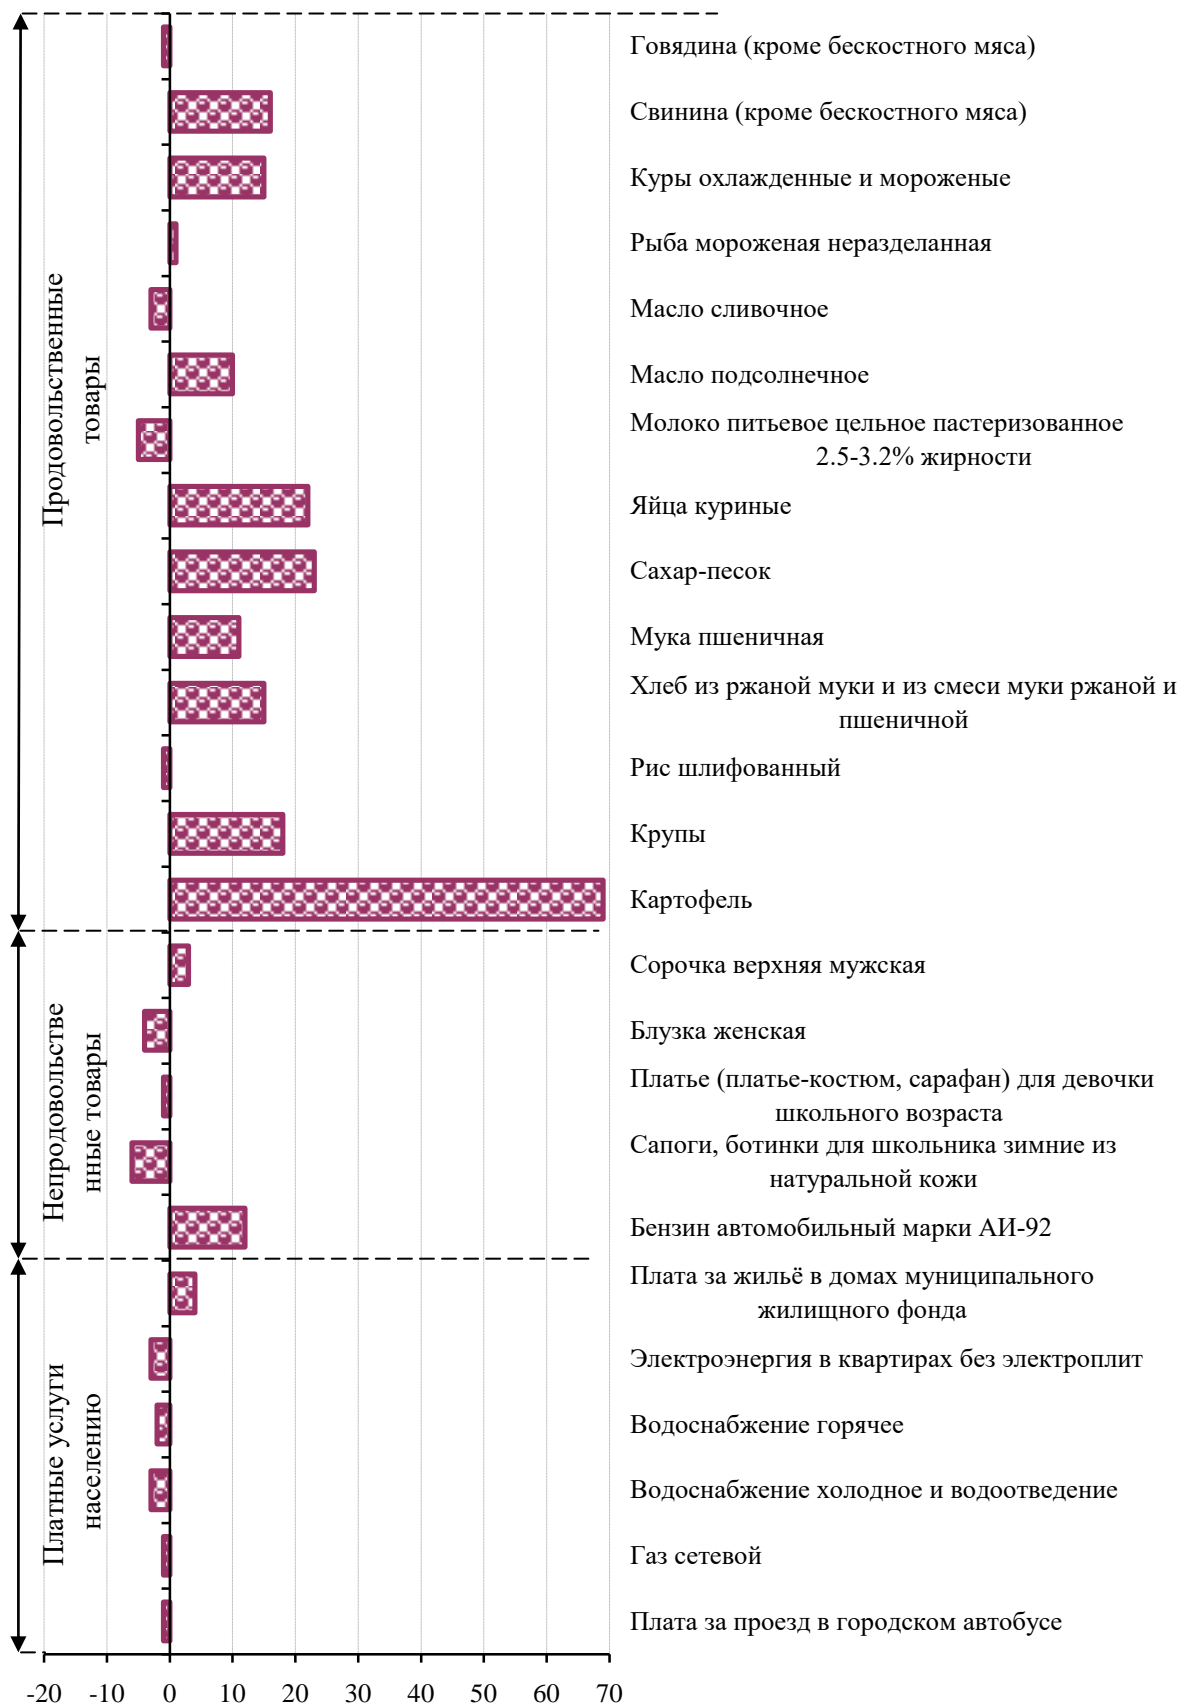 Продовольственные
товары
Говядина (кроме бескостного мяса)
Свинина (кроме бескостного мяса)
Куры охлажденные и мороженые
Рыба мороженая неразделанная
Масло сливочное
Масло подсолнечное
Молоко питьевое цельное пастеризованное
2.5-3.2% жирности
Яйца куриные
Сахар-песок
Мука пшеничная
Хлеб из ржаной муки и из смеси муки ржаной и
пшеничной
Рис шлифованный
Крупы
Картофель
Непродовольстве
нные товары
Сорочка верхняя мужская
Блузка женская
Платье (платье-костюм, сарафан) для девочки
школьного возраста
Сапоги, ботинки для школьника зимние из
натуральной кожи
Бензин автомобильный марки АИ-92
Платные услуги
населению
Плата за жильё в домах муниципального
жилищного фонда
Электроэнергия в квартирах без электроплит
Водоснабжение горячее
Водоснабжение холодное и водоотведение
Газ сетевой
Плата за проезд в городском автобусе
-20 -10 0 10 20 30 40 50 60 70